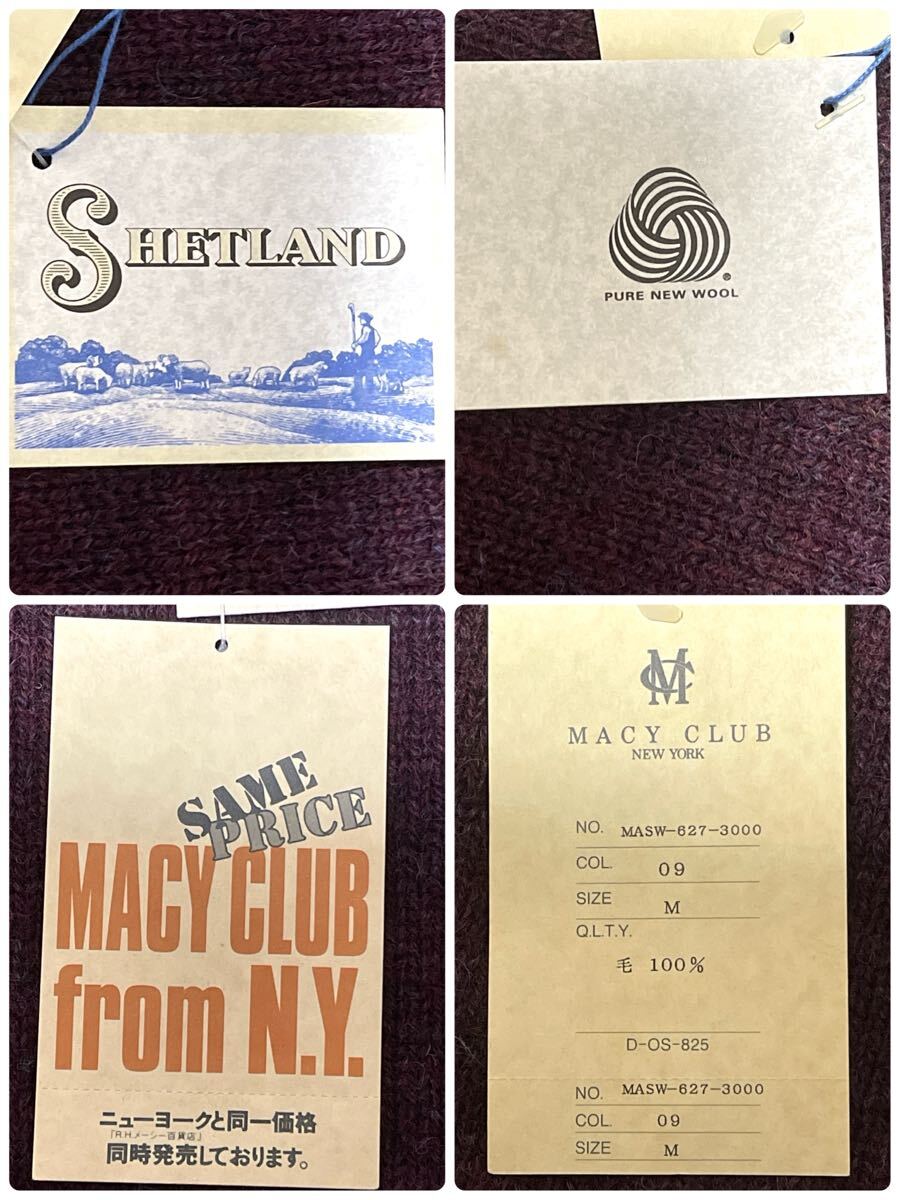 SHETLAND
®
PURE NEW WOOL
SAME
PRICE
MACY CLUB
from N.Y.
ニューヨークと同一価格
「R.H.メーシー百貨店」
同時発売しております。
MC
MACY CLUB
NEW YORK
NO. MASW-627-3000
COL. 09
SIZE M
Q.L.T.Y.
毛 100%
D-OS-825
NO. MASW-627-3000
COL. 09
SIZE M